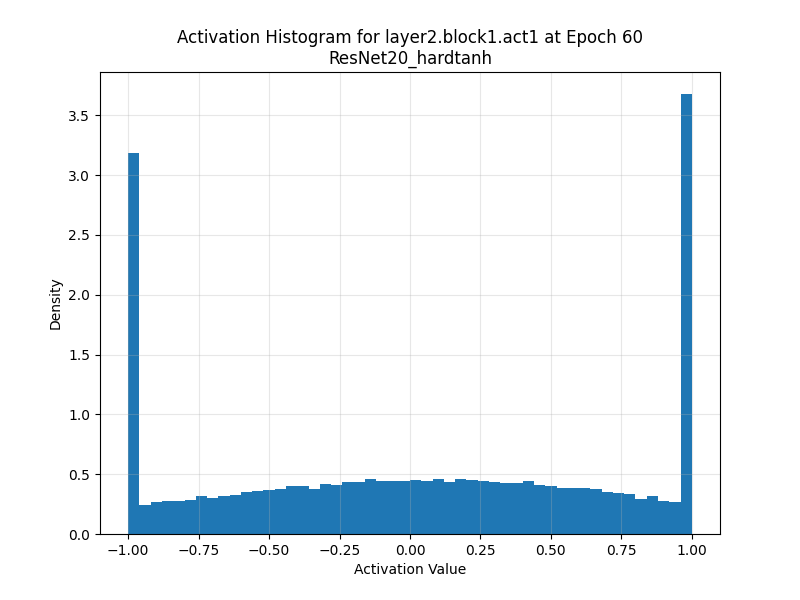 Activation Histogram for layer2.block1.act1 at Epoch 60
ResNet20_hardtanh
3.5
3.0
2.5
2.0
1.5
1.0
0.5
0.0
Density
−1.00 −0.75 −0.50 −0.25 0.00 0.25 0.50 0.75 1.00
Activation Value